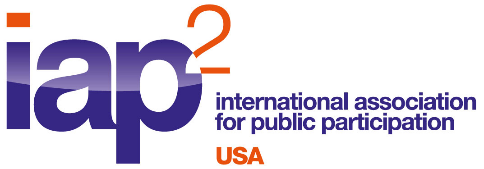 iap2
international association
for public participation
USA